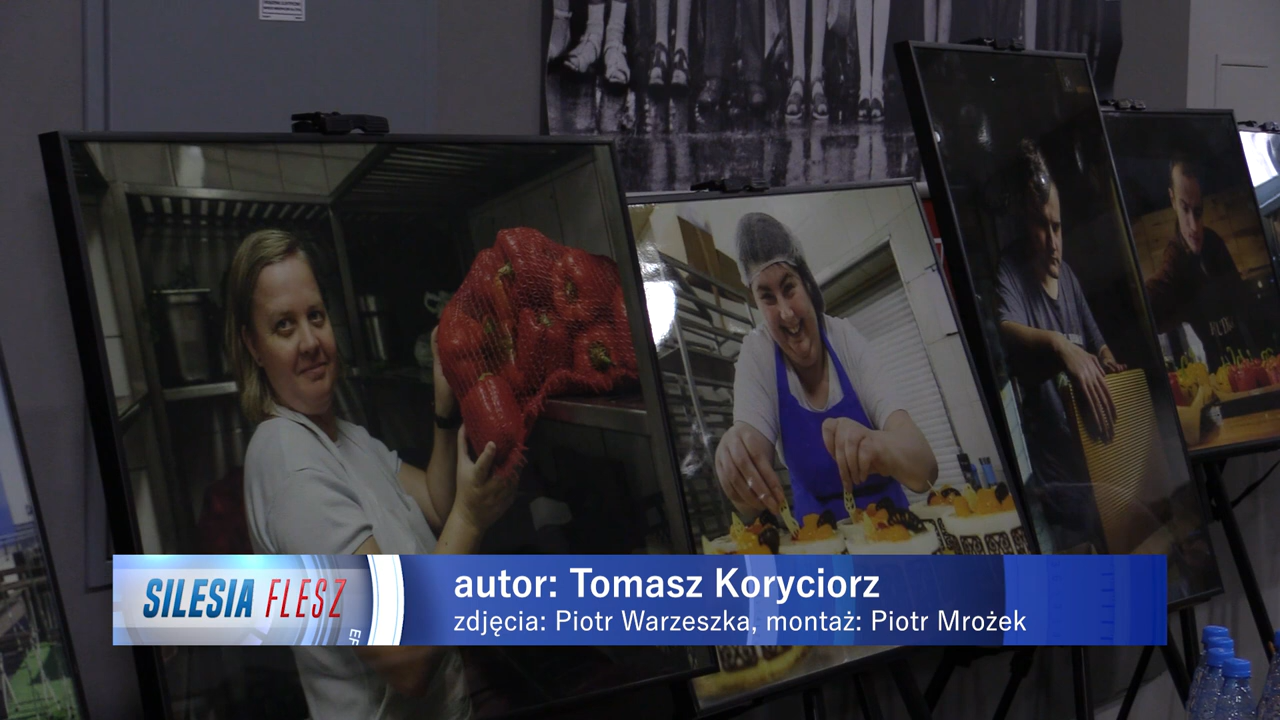 SILESIA FLESZ
autor: Tomasz Koryciorz
zdjęcia: Piotr Warzeszka, montaż: Piotr Mrożek